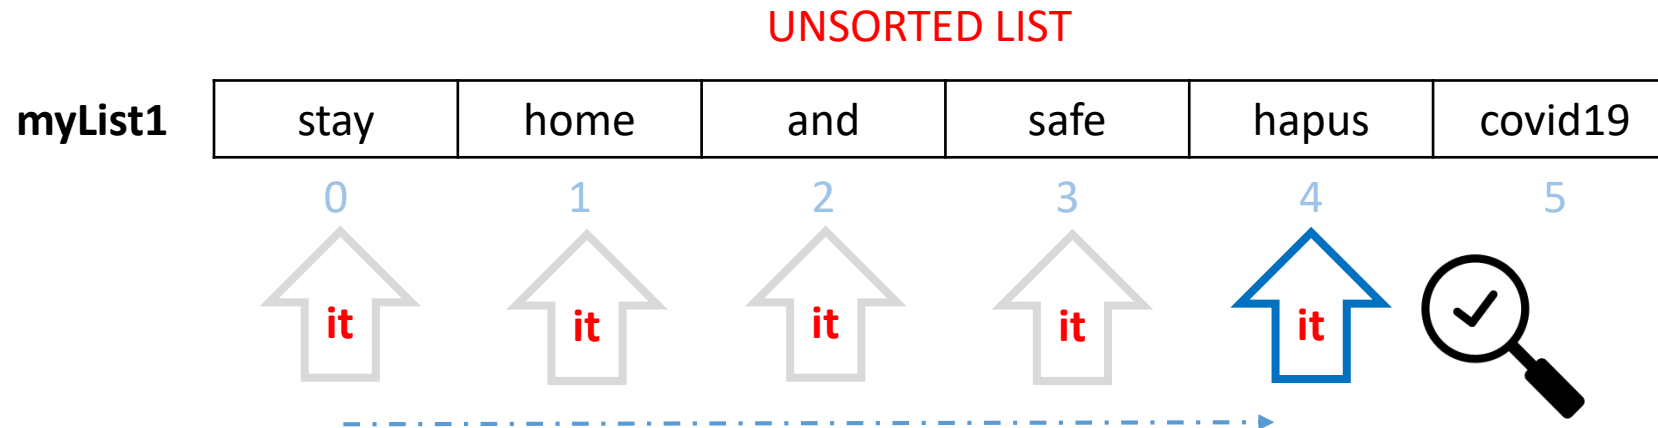 UNSORTED LIST
myList1 stay home and safe hapus covid19
0 1 2 3 4 5
it it it it it